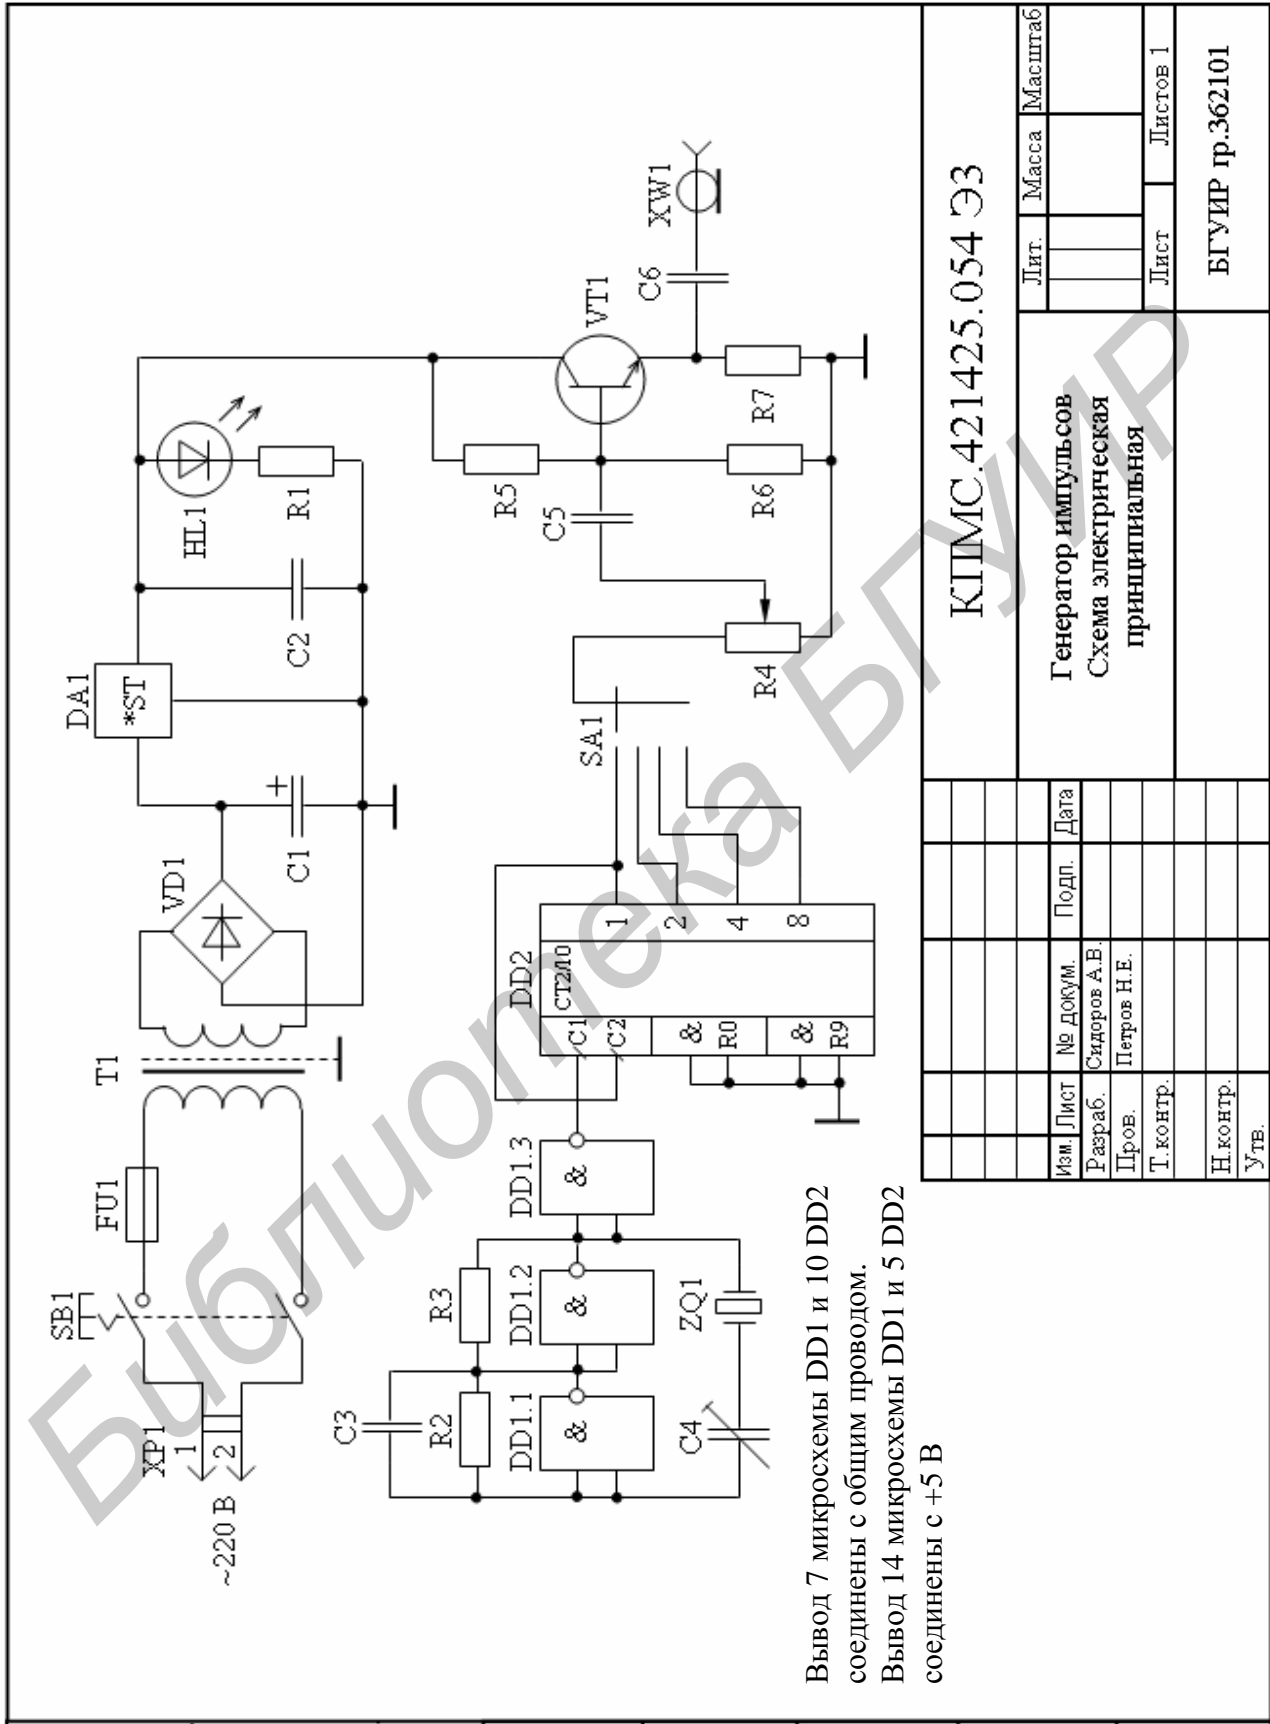 XP1
1
2
~220 В
SB1
FU1
T1
VD1
C1
+
DA1
*ST
C2
HL1
R1
C3
R2
R3
DD1.1
&
DD1.2
&
DD1.3
&
C4
ZQ1
DD2
C1
C2
&
R0
&
R9
СТ2/10
1
2
4
8
SA1
R4
C5
R5
R6
VT1
R7
C6
XW1
Вывод 7 микросхемы DD1 и 10 DD2
соединены с общим проводом.
Вывод 14 микросхемы DD1 и 5 DD2
соединены с +5 В
КПМС.421425.054 Э3
Изм. Лист № докум. Подп. Дата
Разраб. Сидоров А.В.
Пров. Петров Н.Е.
Т.контр.
Н.контр.
Утв.
Генератор импульсов
Схема электрическая
принципиальная
Лит. Масса Масштаб
Лист Листов 1
БГУИР гр.362101
Библиотека БГУИР